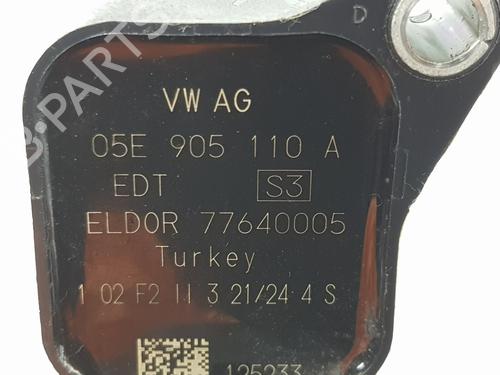 D
VW AG
05E 905 110 A
EDT S3
ELDOR 77640005
Turkey
1 02 F2 11 3 21/24 4 S
125233